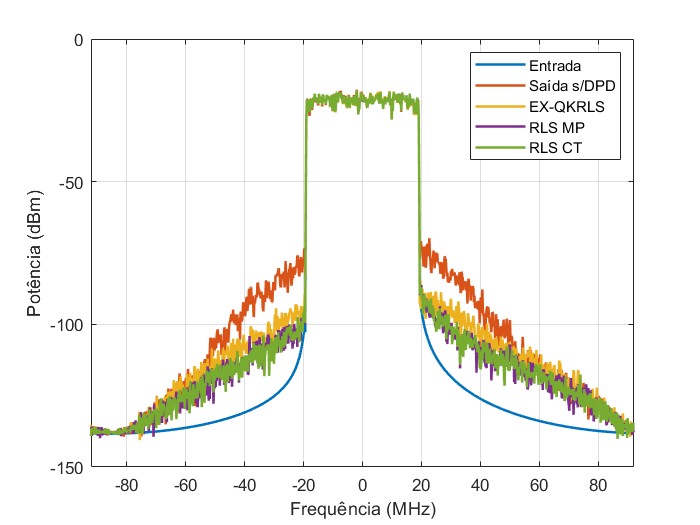 0
-50
-100
-150
Potência (dBm)
-80
-60
-40
-20
0
20
40
60
80
Frequência (MHz)
Entrada
Saída s/DPD
EX-QKRLS
RLS MP
RLS CT